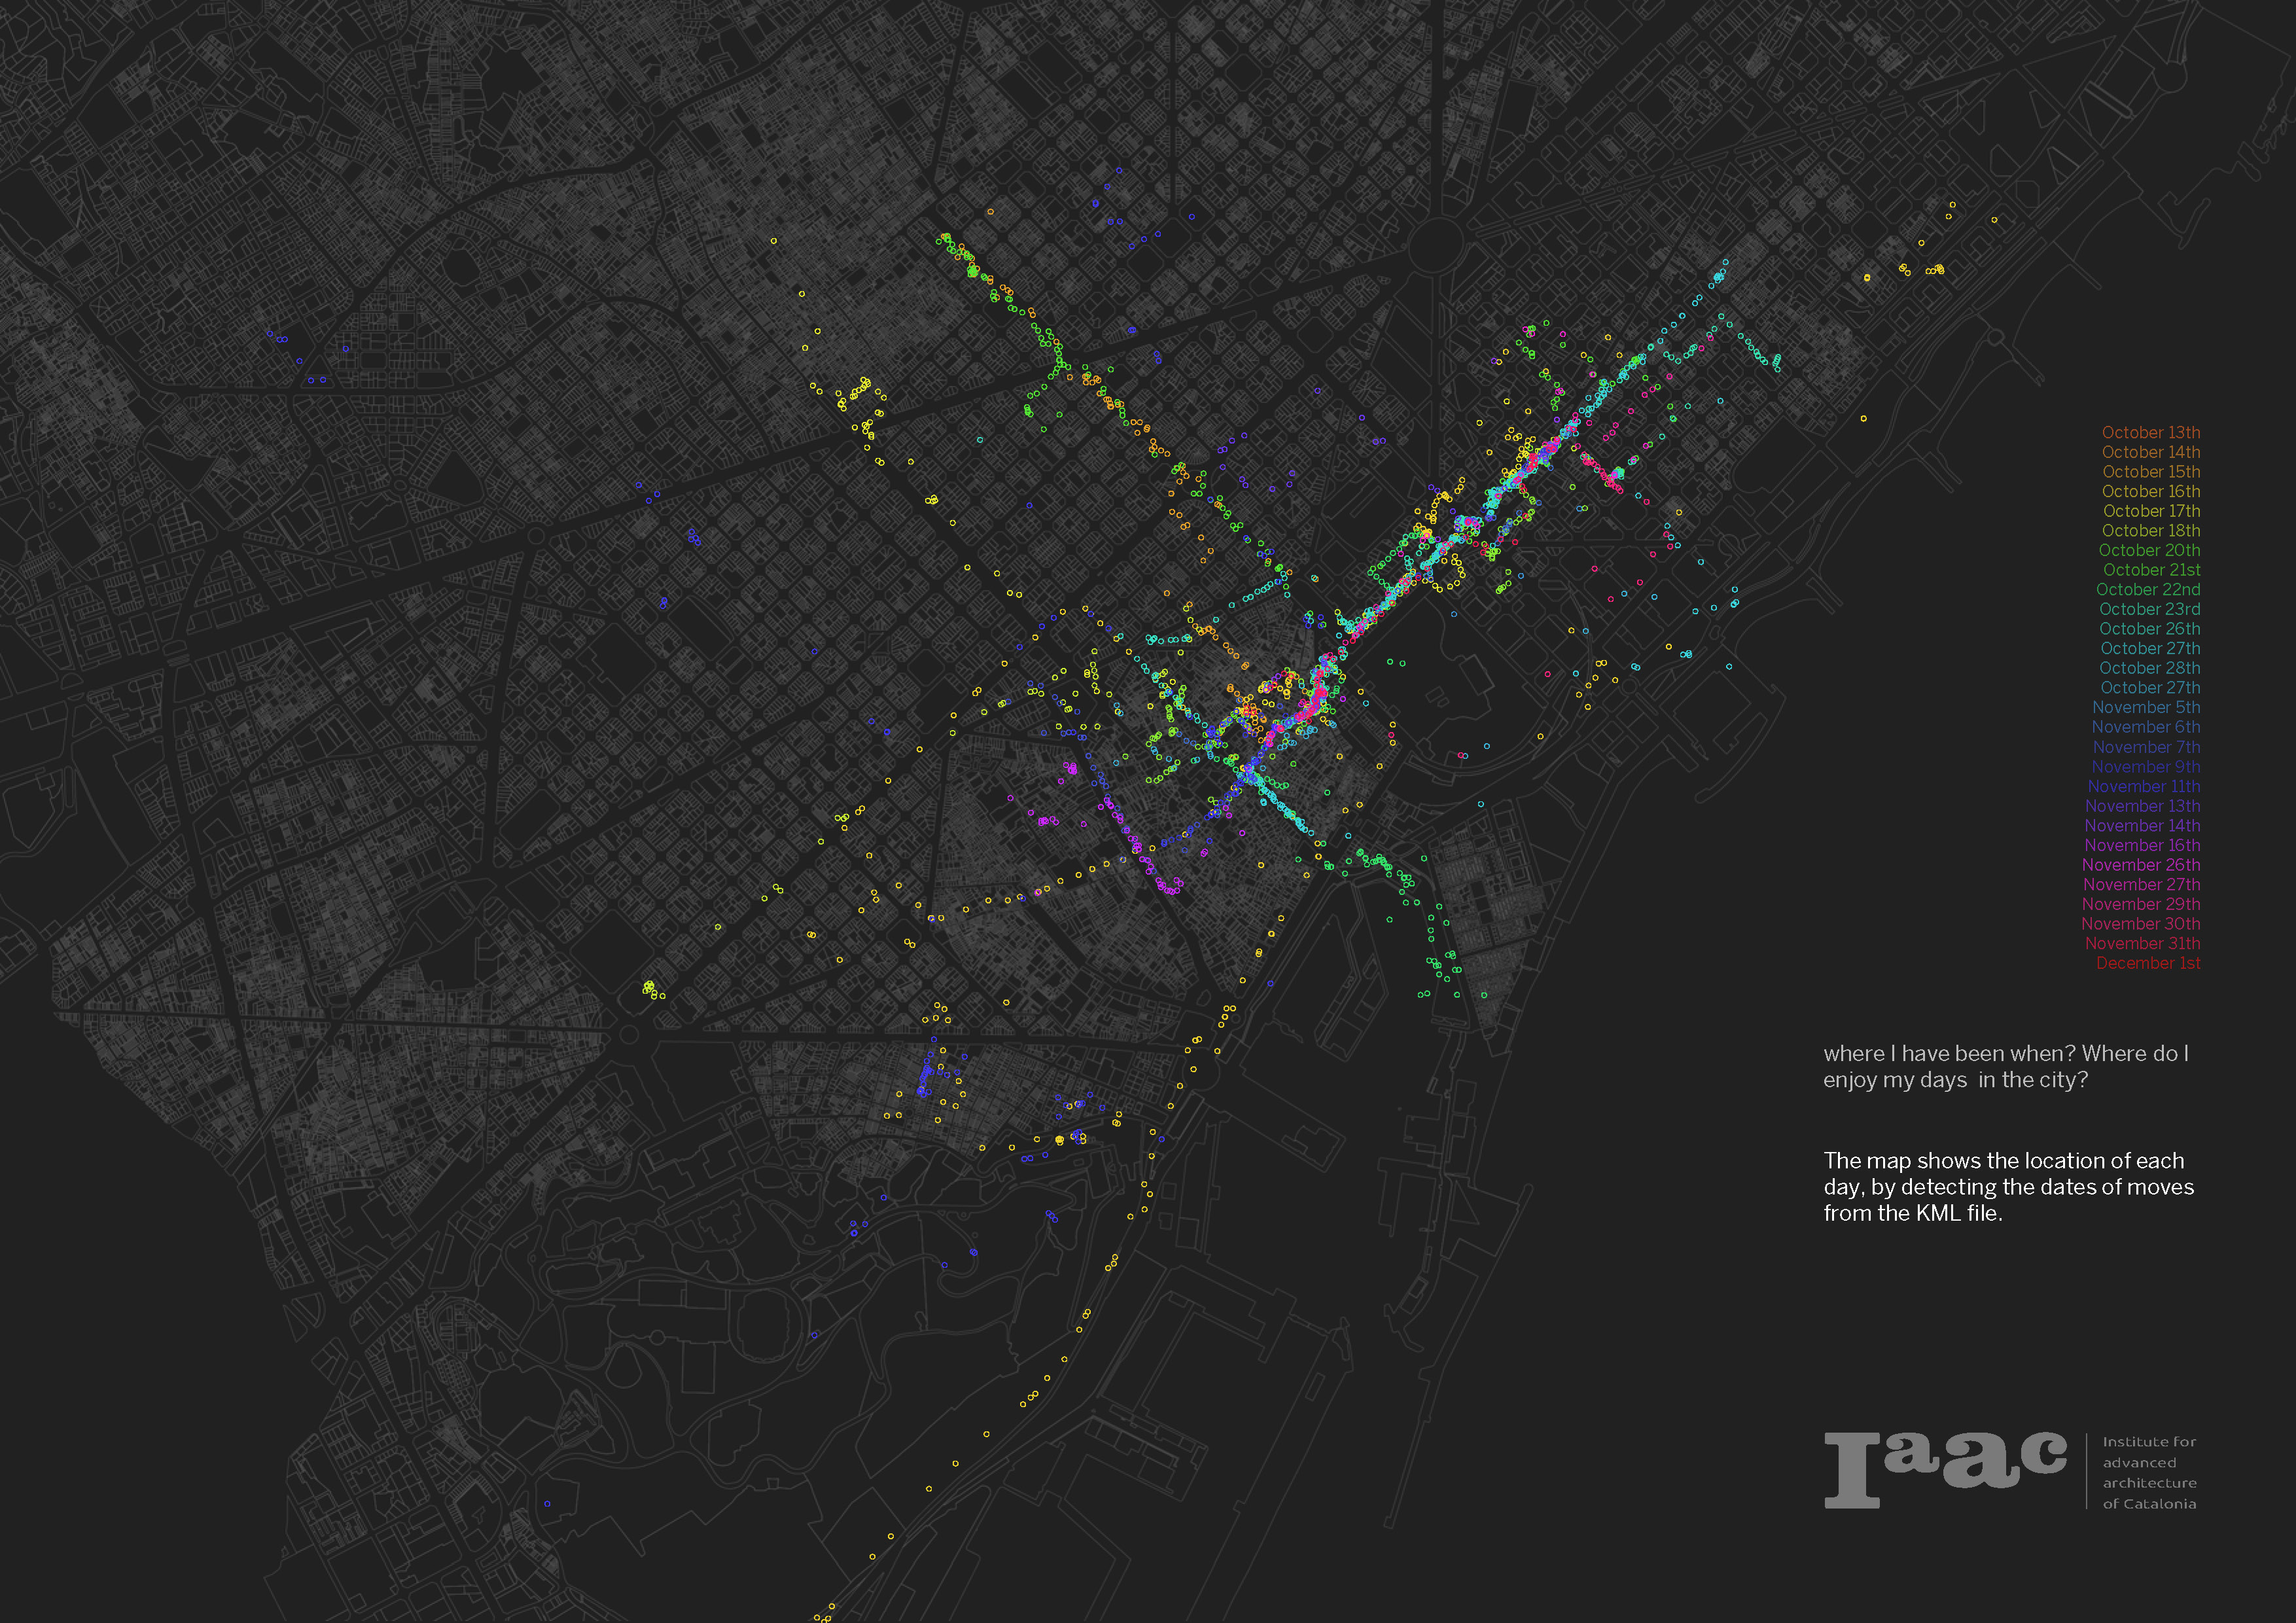 October 13th
October 14th
October 15th
October 16th
October 17th
October 18th
October 20th
October 21st
October 22nd
October 23rd
October 26th
October 27th
October 28th
October 27th
November 5th
November 6th
November 7th
November 9th
November 11th
November 13th
November 14th
November 16th
November 26th
November 27th
November 29th
November 30th
November 31th
December 1st
where I have been when? Where do I
enjoy my days in the city?
The map shows the location of each
day, by detecting the dates of moves
from the KML file.
Iaac
Institute for
advanced
architecture
of Catalonia